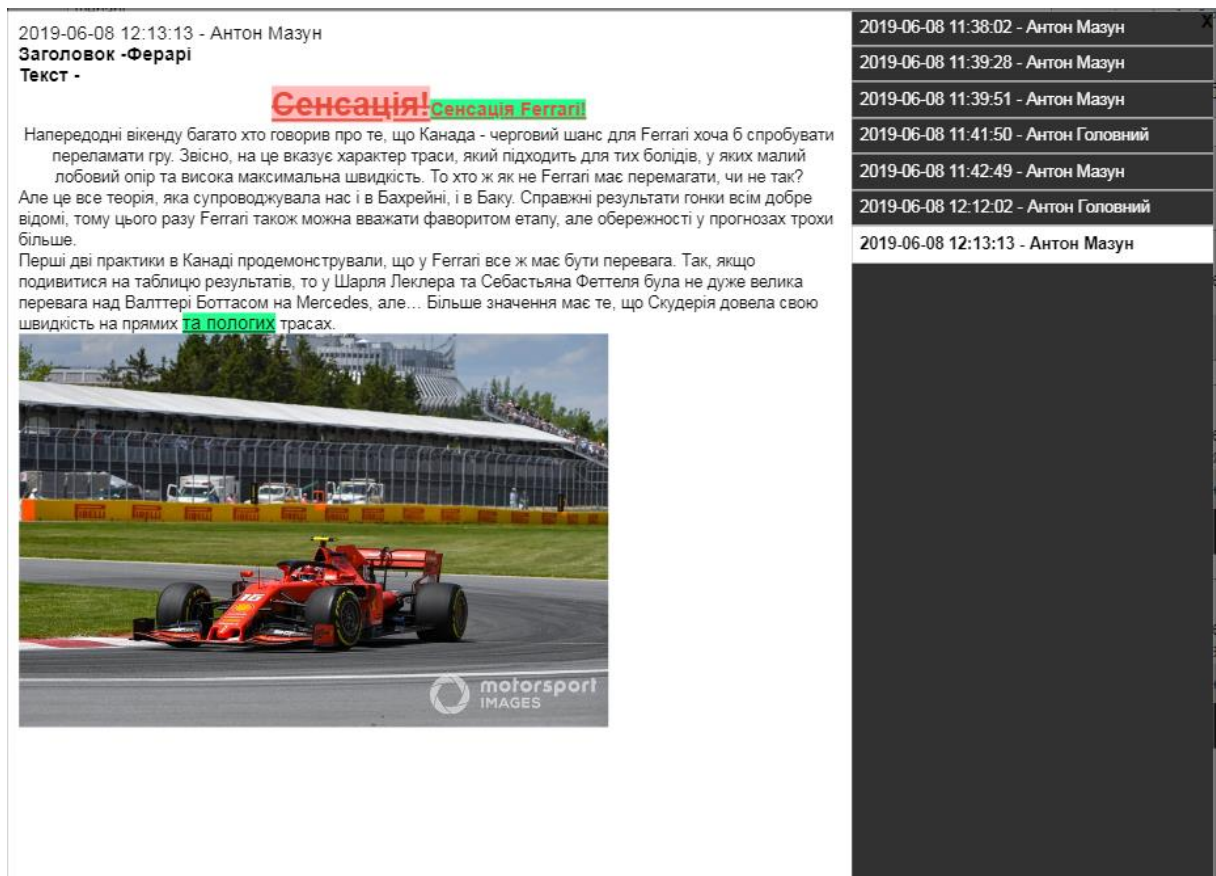 2019-06-08 12:13:13 - Антон Мазун
Заголовок -Ферарі
Текст -
Сенсація!Сенсація Ferrari!
Напередодні вікенду багато хто говорив про те, що Канада - черговий шанс для Ferrari хоча б спробувати
переламати гру. Звісно, на це вказує характер траси, який підходить для тих болідів, у яких малий
лобовий опір та висока максимальна швидкість. То хто ж як не Ferrari має перемагати, чи не так?
Але це все теорія, яка супроводжувала нас і в Бахрейні, і в Баку. Справжні результати гонки всім добре
відомі, тому цього разу Ferrari також можна вважати фаворитом етапу, але обережності у прогнозах трохи
більше.
Перші дві практики в Канаді продемонстрували, що у Ferrari все ж має бути перевага. Так, якщо
подивитися на таблицю результатів, то у Шарля Леклера та Себастьяна Феттеля була не дуже велика
перевага над Валттері Боттасом на Mercedes, але… Більше значення має те, що Скудерія довела свою
швидкість на прямих та пологих трасах.
PIRELLI
16
motorsport
IMAGES
X
2019-06-08 11:38:02 - Антон Мазун
2019-06-08 11:39:28 - Антон Мазун
2019-06-08 11:39:51 - Антон Мазун
2019-06-08 11:41:50 - Антон Головний
2019-06-08 11:42:49 - Антон Мазун
2019-06-08 12:12:02 - Антон Головний
2019-06-08 12:13:13 - Антон Мазун